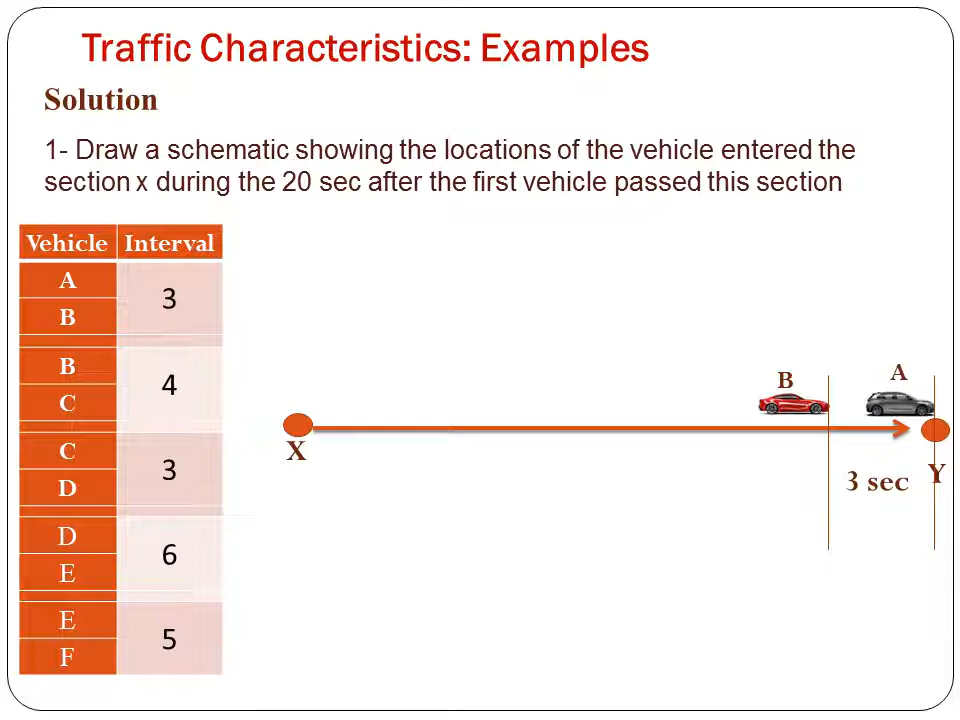 Traffic Characteristics: Examples
Solution
1- Draw a schematic showing the locations of the vehicle entered the
section x during the 20 sec after the first vehicle passed this section
Vehicle Interval
A
3
B
B
4
C
C
3
D
D
6
E
E
5
F
B
A
X
3 sec
Y